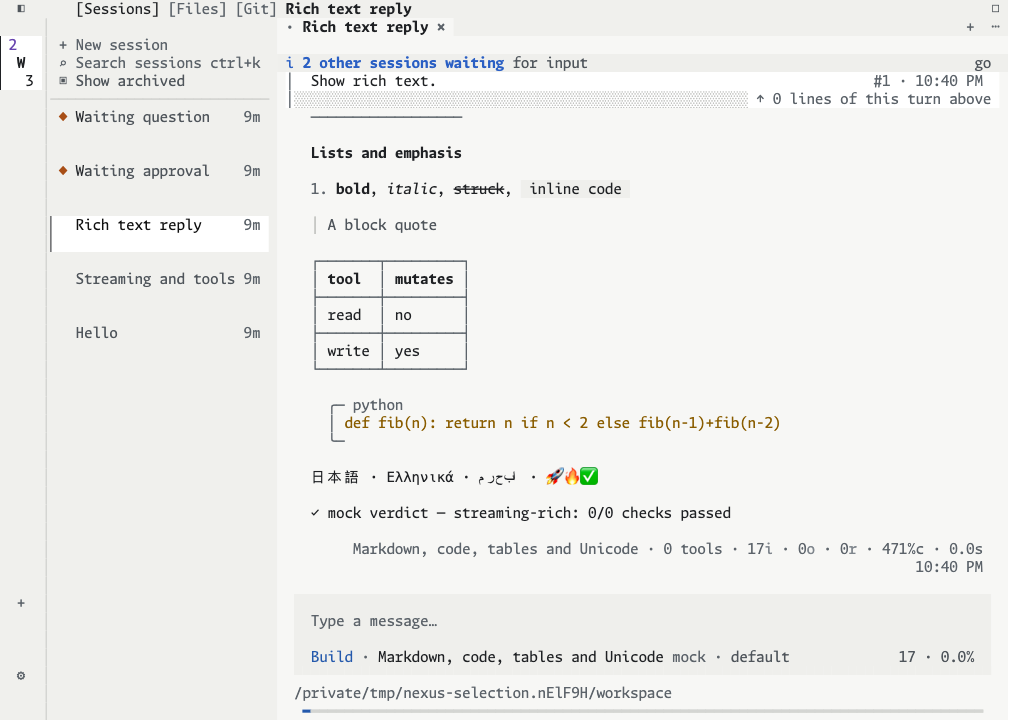 [Sessions] [Files] [Git] Rich text reply
· Rich text reply × + ⋯
2
W
3
+ New session
⌕ Search sessions ctrl+k
▣ Show archived
◆ Waiting question 9m
◆ Waiting approval 9m
Rich text reply 9m
Streaming and tools 9m
Hello 9m
+
⚙
i 2 other sessions waiting for input go
Show rich text. #1 · 10:40 PM
↑ 0 lines of this turn above
Lists and emphasis
1. bold, italic, struck, inline code
A block quote
tool mutates
read no
write yes
python
def fib(n): return n if n < 2 else fib(n-1)+fib(n-2)
日本語 · Ελληνικά · · 🚀🔥✅
✓ mock verdict — streaming-rich: 0/0 checks passed
Markdown, code, tables and Unicode · 0 tools · 17i · 0o · 0r · 471%c · 0.0s
10:40 PM
Type a message…
Build · Markdown, code, tables and Unicode mock · default 17 · 0.0%
/private/tmp/nexus-selection.nElF9H/workspace